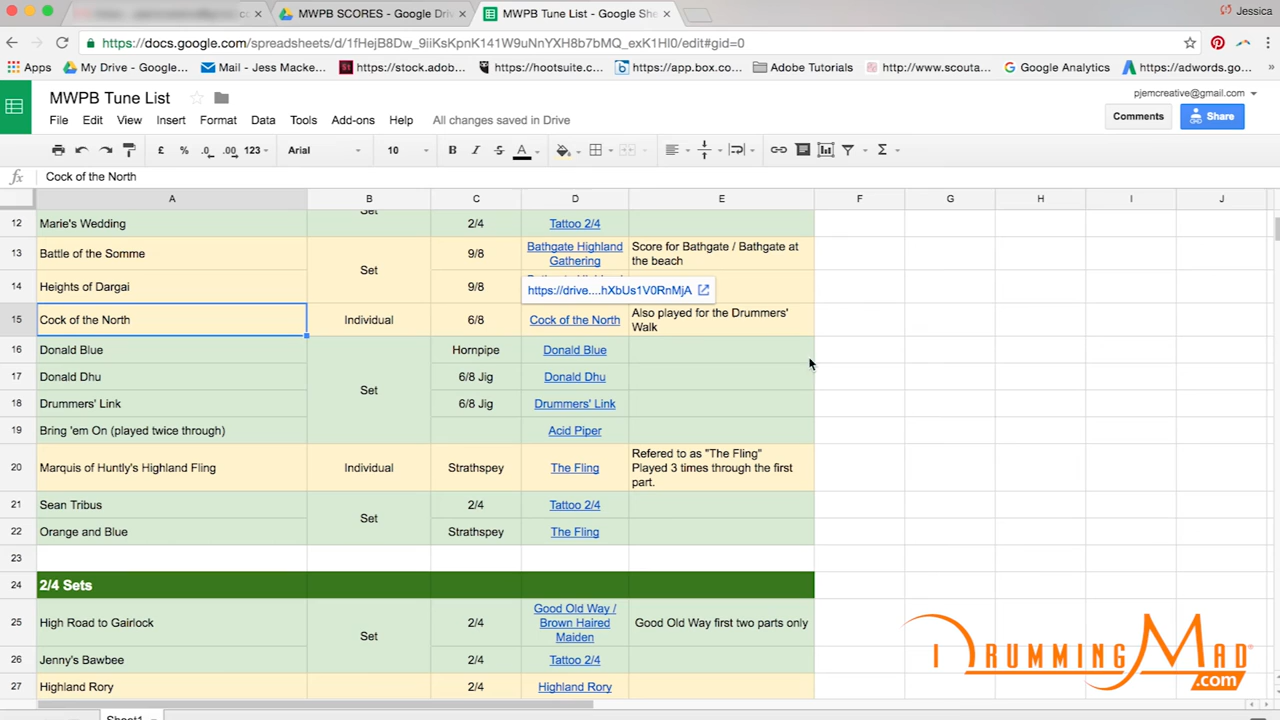 MWPB SCORES - Google Dri
MWPB Tune List - Google She
Jessica
https://docs.google.com/spreadsheets/d/1fHejB8Dw_9iiKsKpnK141W9uNnYXH8b7bMQ_exK1Hl0/edit#gid=0
Apps
My Drive - Google...
Mail - Jess Macke...
https://stock.adob...
https://hootsuite....
https://app.box.co...
Adobe Tutorials
http://www.scouta...
Google Analytics
https://adwords.go...
»
MWPB Tune List
pjemcreative@gmail.com
File Edit View Insert Format Data Tools Add-ons Help All changes saved in Drive
Comments
Share
£ % .0 .00 123 Arial 10 B I S A Σ
fx Cock of the North
A B C D E F G H I J
12 Marie's Wedding Set 2/4 Tattoo 2/4
13 Battle of the Somme 9/8 Bathgate Highland Gathering Score for Bathgate / Bathgate at
the beach
Set
14 Heights of Dargai 9/8
https://drive....hXbUs1V0RnMjA
15 Cock of the North Individual 6/8 Cock of the North Also played for the Drummers'
Walk
16 Donald Blue Hornpipe Donald Blue
17 Donald Dhu 6/8 Jig Donald Dhu
Set
18 Drummers' Link 6/8 Jig Drummers' Link
19 Bring 'em On (played twice through) Acid Piper
20 Marquis of Huntly's Highland Fling Individual Strathspey The Fling Refered to as "The Fling"
Played 3 times through the first
part.
21 Sean Tribus 2/4 Tattoo 2/4
Set
22 Orange and Blue Strathspey The Fling
23
24 2/4 Sets
25 High Road to Gairlock Set 2/4 Good Old Way /
Brown Haired
Maiden
Good Old Way first two parts only
26 Jenny's Bawbee 2/4 Tattoo 2/4
27 Highland Rory 2/4 Highland Rory
DRUMMING MAD
.com
Sheet1